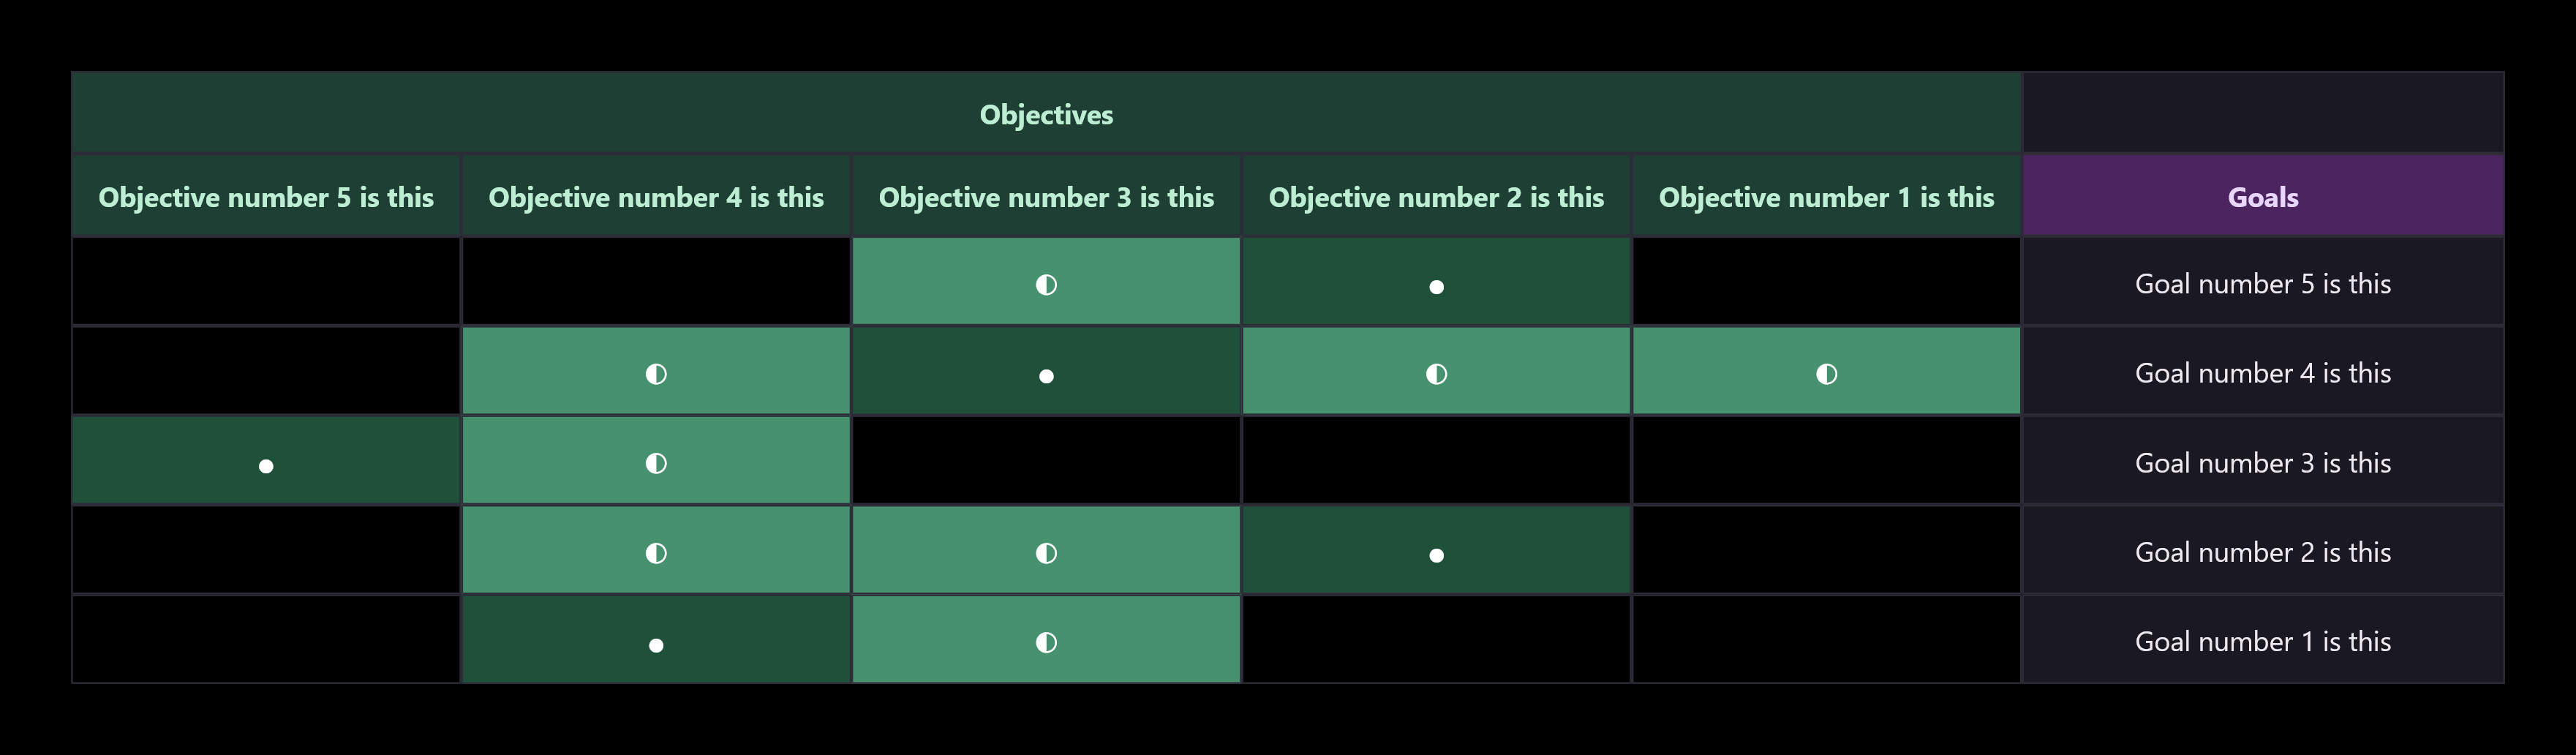 Objectives
Objective number 5 is this Objective number 4 is this Objective number 3 is this Objective number 2 is this Objective number 1 is this Goals
◐ ● Goal number 5 is this
◐ ● ◐ ◐ Goal number 4 is this
● ◐ Goal number 3 is this
◐ ◐ ● Goal number 2 is this
● ◐ Goal number 1 is this